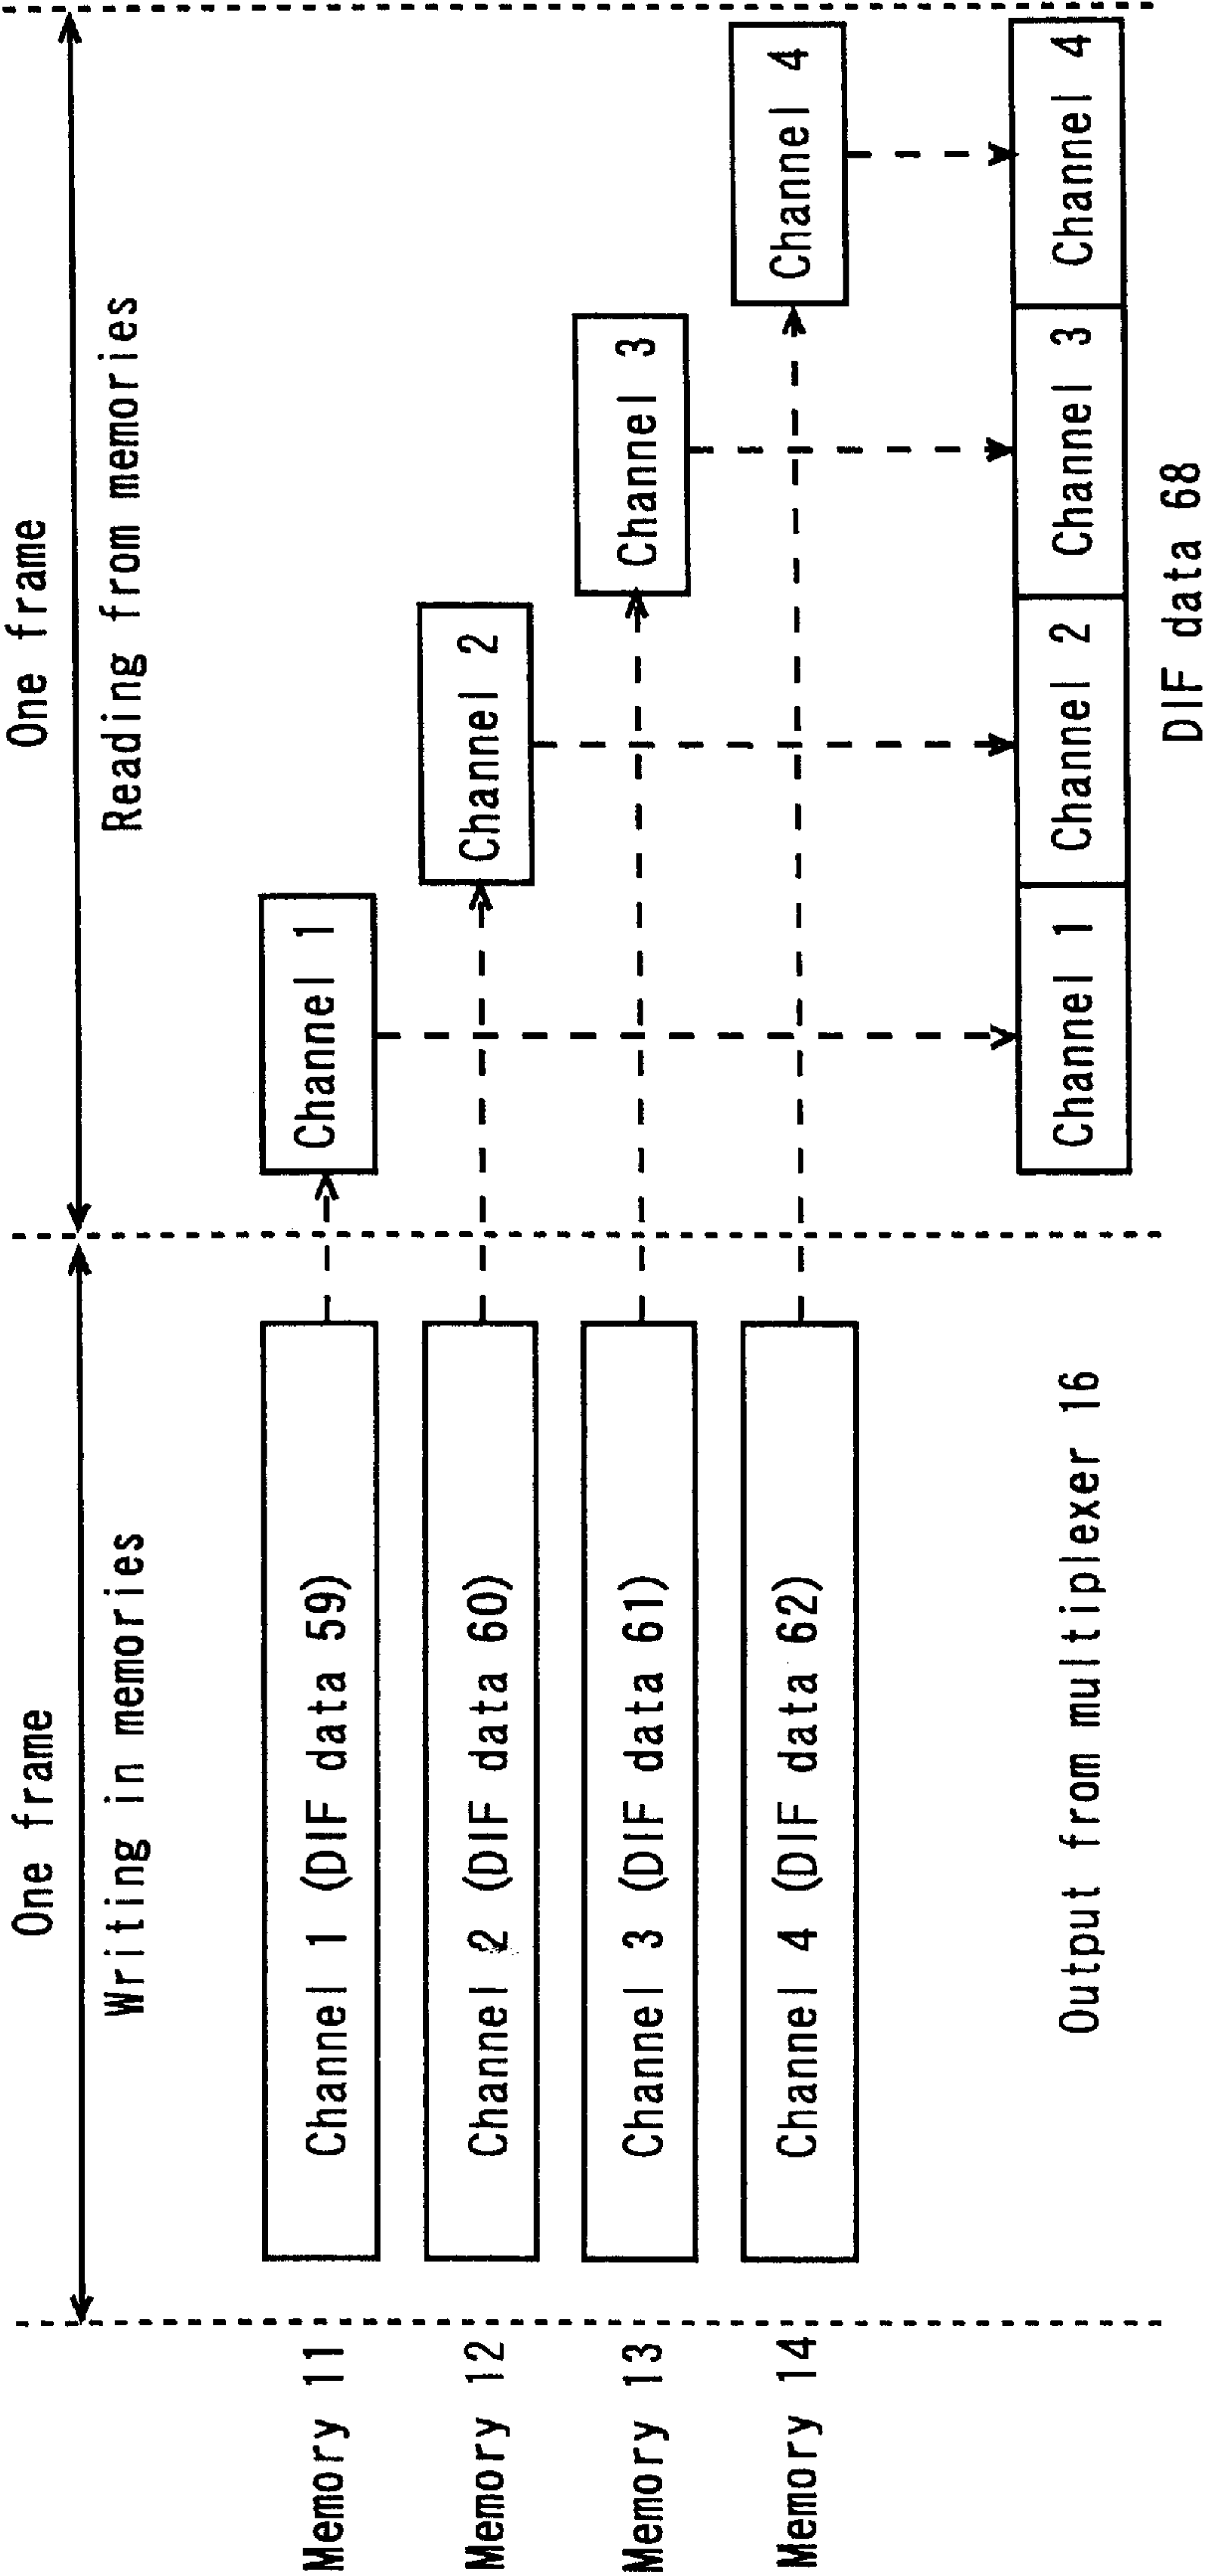 One frame
One frame
Writing in memories
Reading from memories
Memory 11
Channel 1 (DIF data 59)
Channel 1
Memory 12
Channel 2 (DIF data 60)
Channel 2
Memory 13
Channel 3 (DIF data 61)
Channel 3
Memory 14
Channel 4 (DIF data 62)
Channel 4
Output from multiplexer 16
Channel 1
Channel 2
Channel 3
Channel 4
DIF data 68